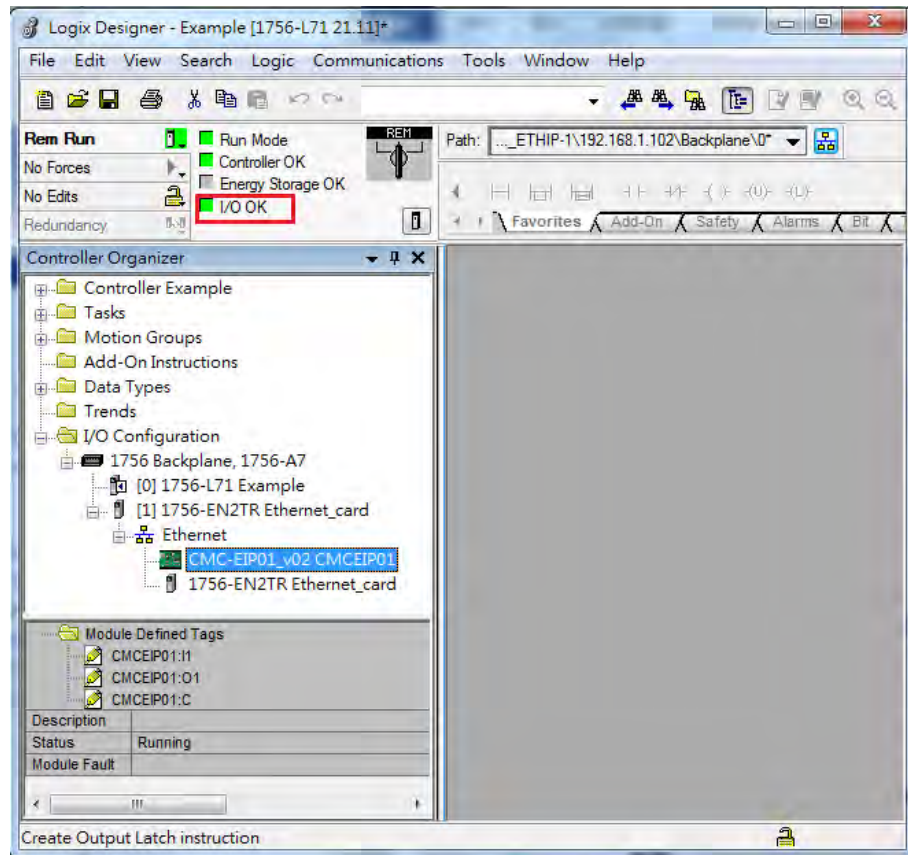 Logix Designer - Example [1756-L71 21.11]*
File Edit View Search Logic Communications Tools Window Help
Rem Run
No Forces
No Edits
Redundancy
Run Mode
Controller OK
Energy Storage OK
I/O OK
REM
Path: ..._ETHIP-1\192.168.1.102\Backplane\0*
Favorites Add-On Safety Alarms Bit
Controller Organizer
Controller Example
Tasks
Motion Groups
Add-On Instructions
Data Types
Trends
I/O Configuration
1756 Backplane, 1756-A7
[0] 1756-L71 Example
[1] 1756-EN2TR Ethernet_card
Ethernet
CMC-EIP01_v02 CMCEIP01
1756-EN2TR Ethernet_card
Module Defined Tags
CMCEIP01:I1
CMCEIP01:O1
CMCEIP01:C
Description
Status Running
Module Fault
Create Output Latch instruction